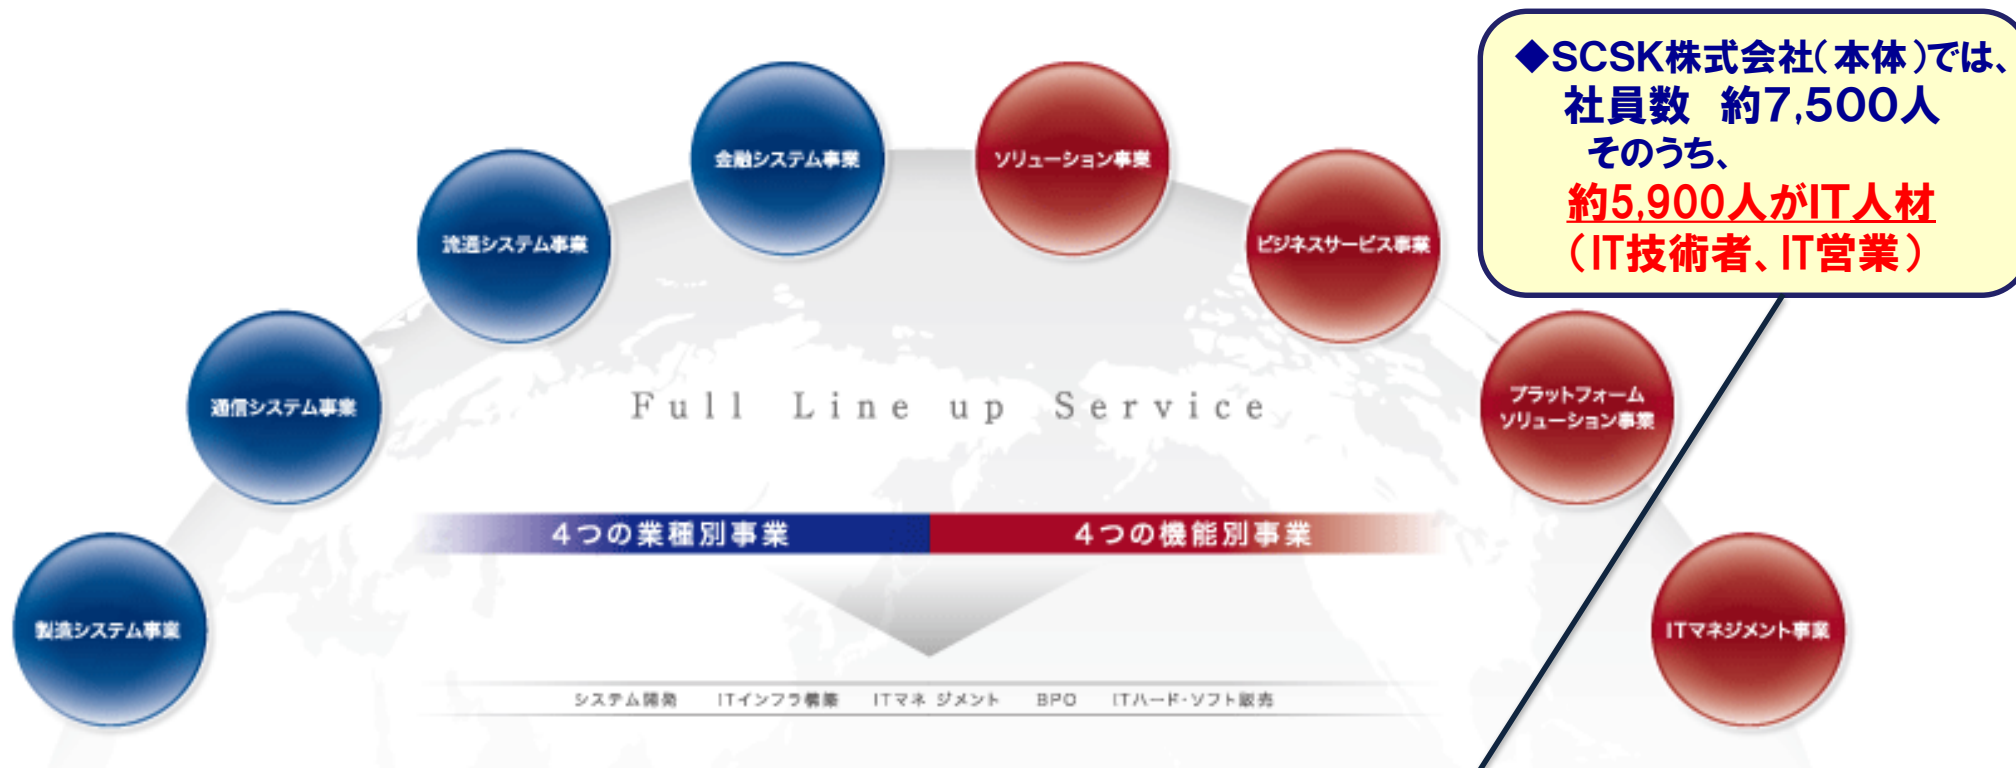 ◆SCSK株式会社(本体)では、
社員数 約7,500人
そのうち、
約5,900人がIT人材
(IT技術者、IT営業)
金融システム事業
ソリューション事業
流通システム事業
ビジネスサービス事業
通信システム事業
プラットフォーム
ソリューション事業
製造システム事業
ITマネジメント事業
Full Line up Service
4つの業種別事業
4つの機能別事業
システム開発 ITインフラ構築 ITマネ ジメント BPO ITハード・ソフト販売